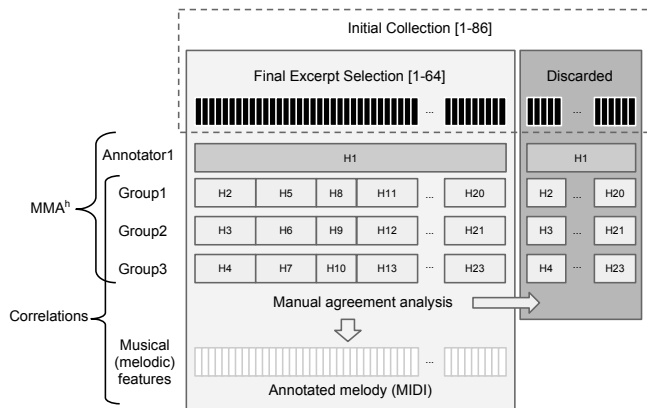 Initial Collection [1-86]
Final Excerpt Selection [1-64]
Discarded
... ... 
Annotator1
H1
H1
MMAʰ
Group1
H2 H5 H8 H11 ... H20
H2 ... H20
Group2
H3 H6 H9 H12 ... H21
H3 ... H21
Group3
H4 H7 H10 H13 ... H23
H4 ... H23
Manual agreement analysis
Correlations
Musical
(melodic)
features
...
Annotated melody (MIDI)